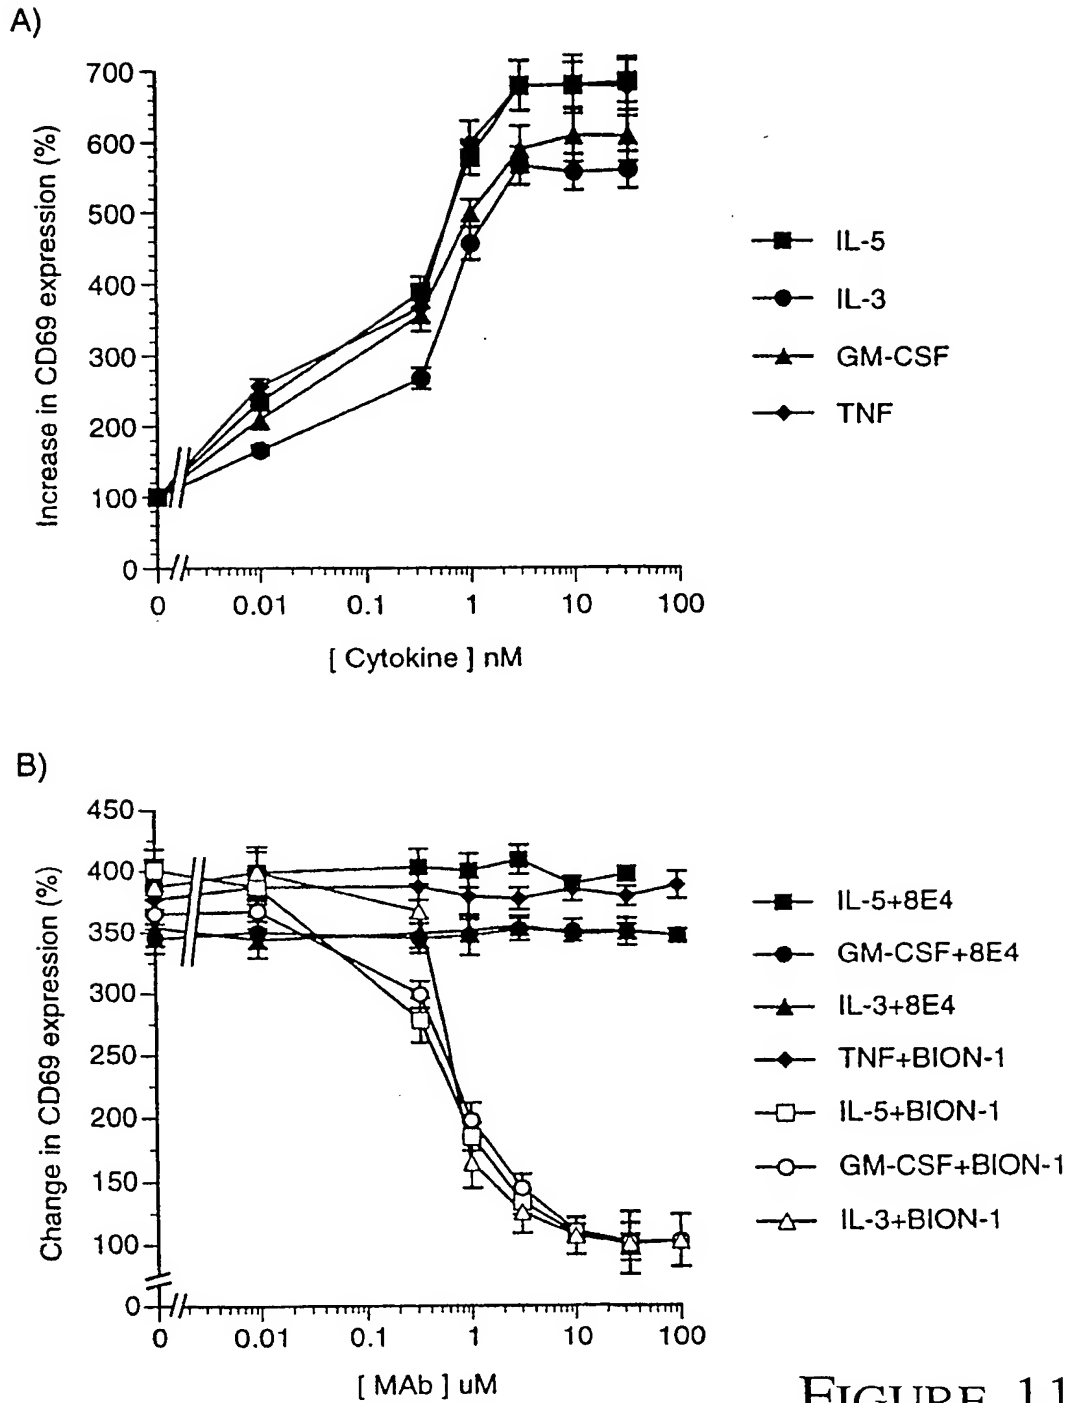 A)
Increase in CD69 expression (%)
700
600
500
400
300
200
100
0
0 0.01 0.1 1 10 100
[ Cytokine ] nM
IL-5
IL-3
GM-CSF
TNF
B)
Change in CD69 expression (%)
450
400
350
300
250
200
150
100
0
0 0.01 0.1 1 10 100
[ MAb ] uM
IL-5+8E4
GM-CSF+8E4
IL-3+8E4
TNF+BION-1
IL-5+BION-1
GM-CSF+BION-1
IL-3+BION-1
FIGURE 11